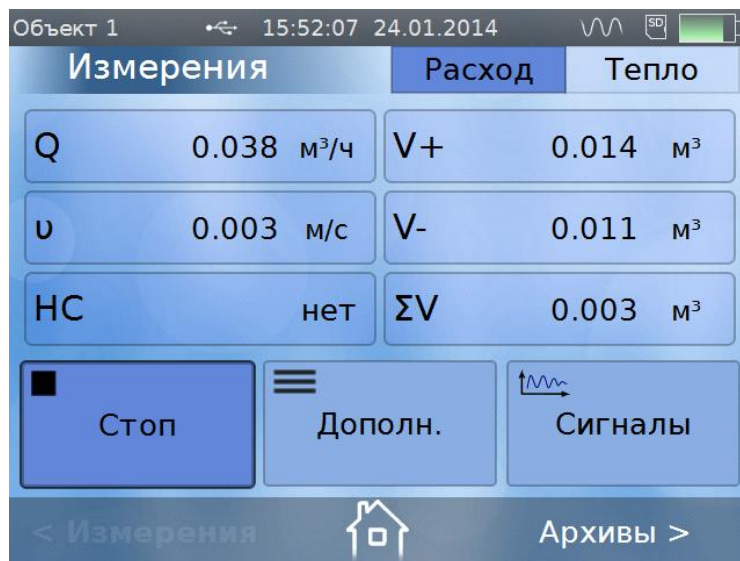 Объект 1 15:52:07 24.01.2014 SD
Измерения Расход Тепло
Q 0.038 м³/ч V+ 0.014 м³
υ 0.003 м/с V- 0.011 м³
НС нет ΣV 0.003 м³
Стоп Дополн. Сигналы
< Измерения Архивы >